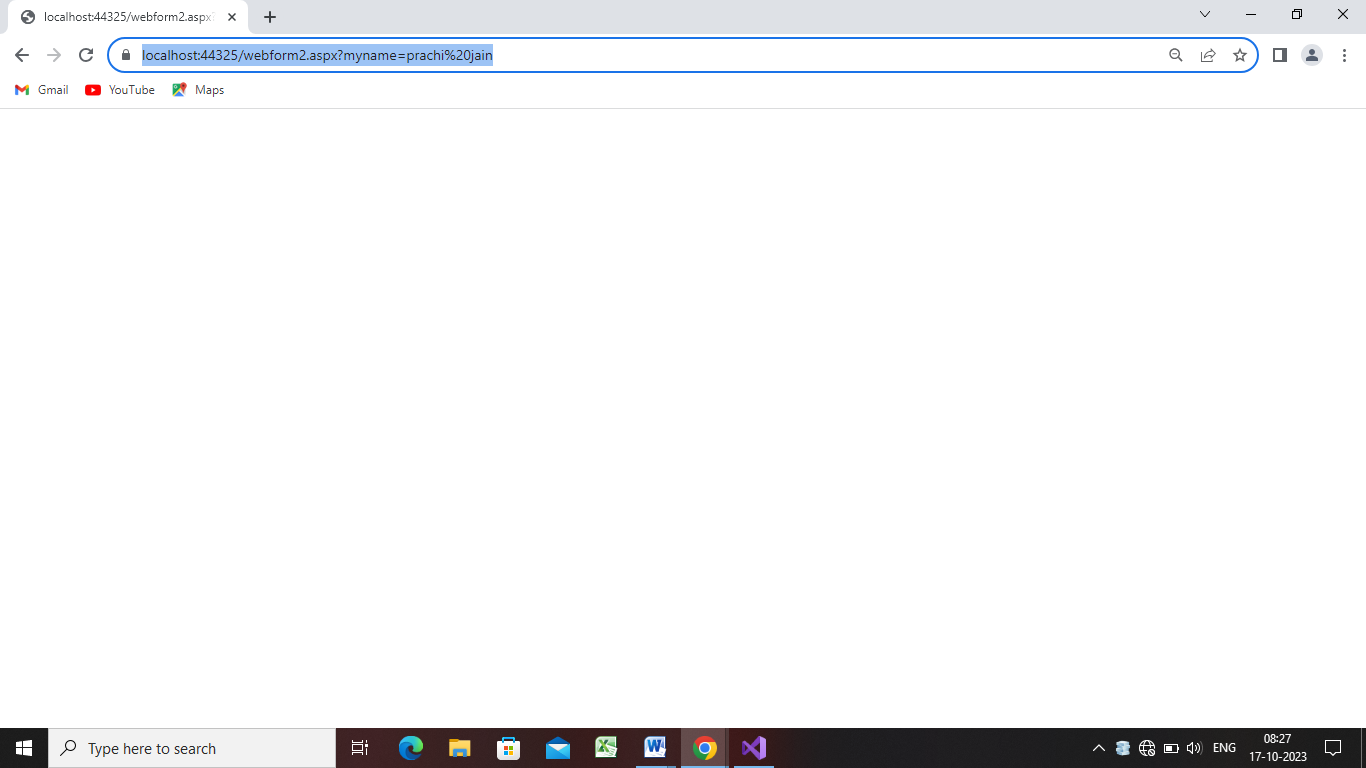 localhost:44325/webform2.aspx?
localhost:44325/webform2.aspx?myname=prachi%20jain
Gmail
YouTube
Maps
Type here to search
ENG
08:27
17-10-2023